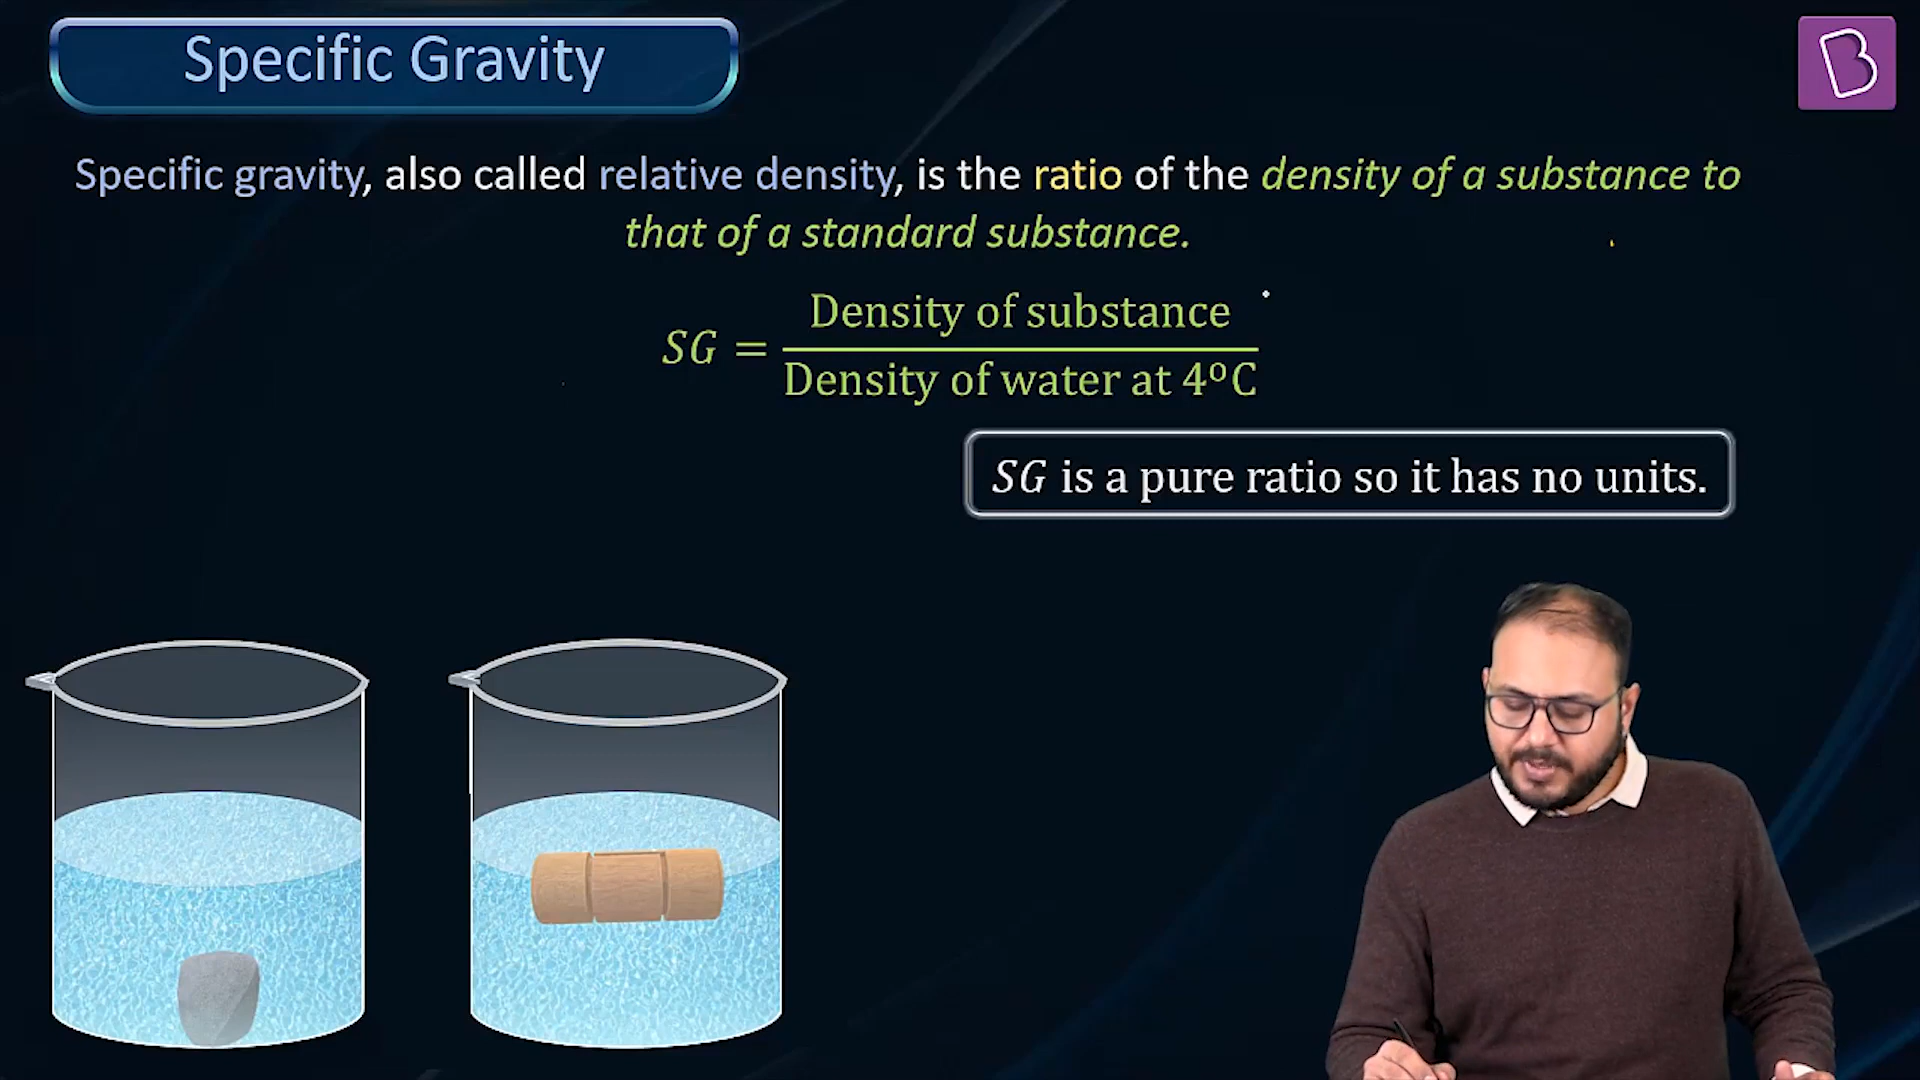 Specific Gravity
B
Specific gravity, also called relative density, is the ratio of the density of a substance to
that of a standard substance.
SG = Density of substance / Density of water at 4⁰C
SG is a pure ratio so it has no units.